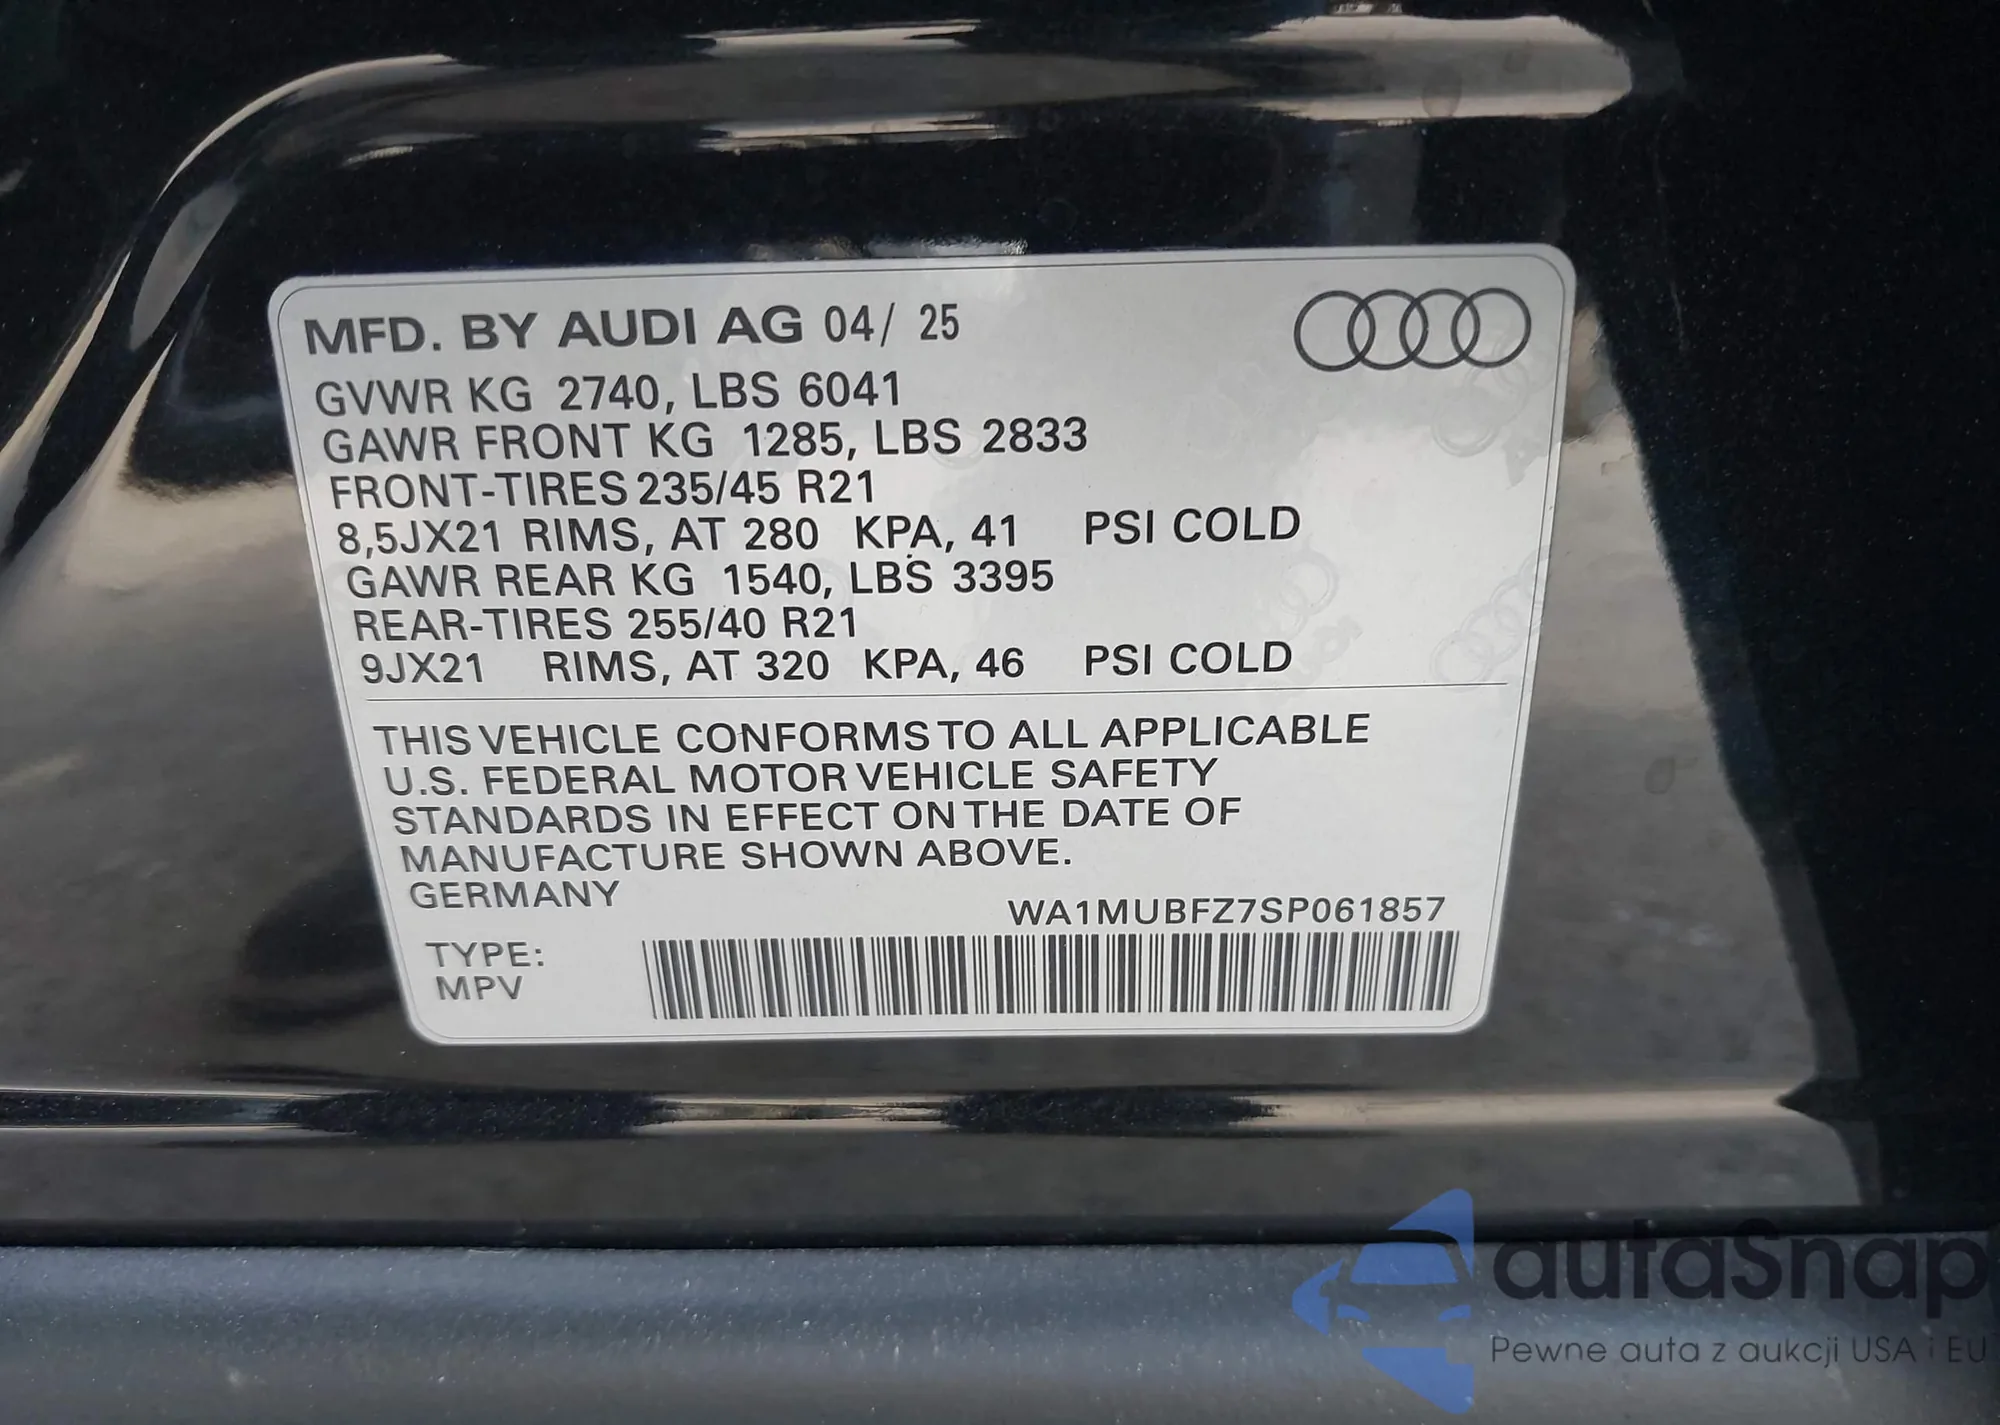 MFD. BY AUDI AG 04/ 25
GVWR KG 2740, LBS 6041
GAWR FRONT KG 1285, LBS 2833
FRONT-TIRES 235/45 R21
8,5JX21 RIMS, AT 280 KPA, 41 PSI COLD
GAWR REAR KG 1540, LBS 3395
REAR-TIRES 255/40 R21
9JX21 RIMS, AT 320 KPA, 46 PSI COLD
THIS VEHICLE CONFORMS TO ALL APPLICABLE
U.S. FEDERAL MOTOR VEHICLE SAFETY
STANDARDS IN EFFECT ON THE DATE OF
MANUFACTURE SHOWN ABOVE.
GERMANY
WA1MUBFZ7SP061857
TYPE:
MPV
autaSnap
Pewne auta z aukcji USA i EU